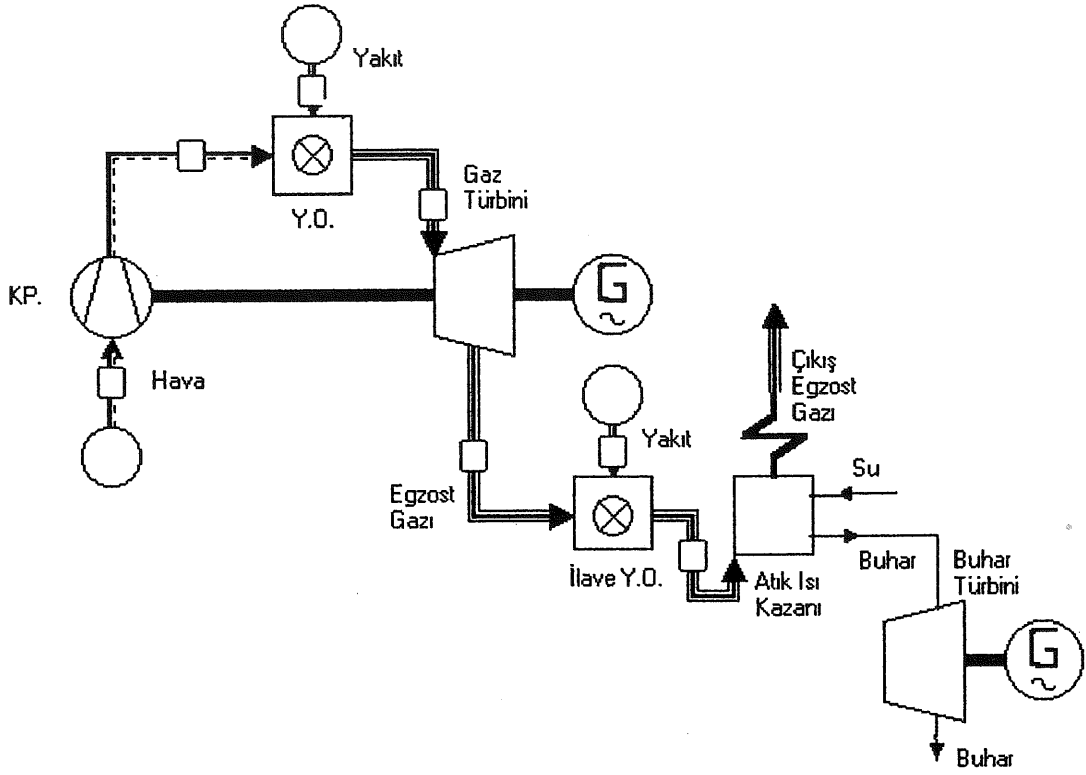 Yakıt
Gaz
Türbini
Y.O.
KP.
G
Hava
Çıkış
Egzost
Gazı
Yakıt
Su
Egzost
Gazı
Buhar
Buhar
Türbini
İlave Y.O.
Atık Isı
Kazanı
G
Buhar